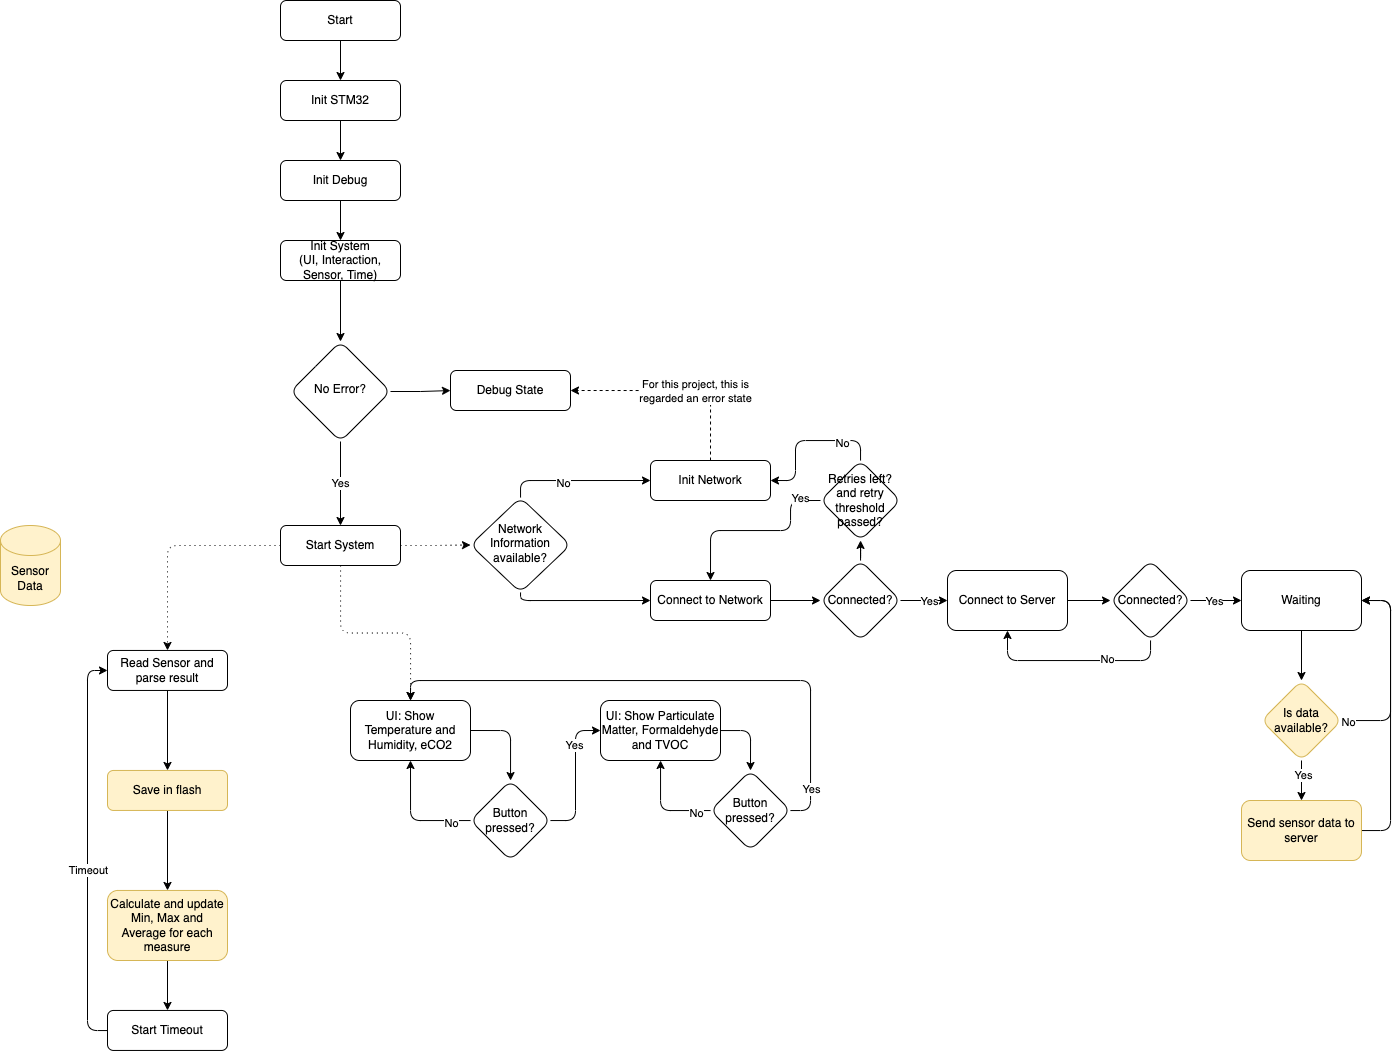 Start
Init STM32
Init Debug
Init System
(UI, Interaction,
Sensor, Time)
No Error?
Debug State
For this project, this is
regarded an error state
Yes
No
Init Network
No
Retries left?
and retry
threshold
passed?
Yes
Start System
Network
Information
available?
Sensor
Data
Connect to Network
Connected?
Yes
Connect to Server
Connected?
Yes
Waiting
No
Read Sensor and
parse result
UI: Show
Temperature and
Humidity, eCO2
Yes
UI: Show Particulate
Matter, Formaldehyde
and TVOC
Is data
available?
No
Yes
Save in flash
Button
pressed?
No
Button
pressed?
No
Yes
Send sensor data to
server
Timeout
Calculate and update
Min, Max and
Average for each
measure
Start Timeout